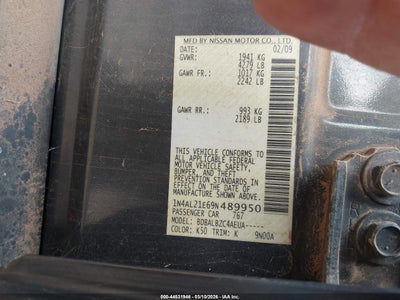 MFD BY NISSAN MOTOR CO., LTD.
DATE: 02/09
GVWR: 1941 KG
4279 LB
GAWR FR.: 1017 KG
2242 LB
GAWR RR.: 993 KG
2189 LB
THIS VEHICLE CONFORMS TO
ALL APPLICABLE FEDERAL
MOTOR VEHICLE SAFETY,
BUMPER, AND THEFT
PREVENTION STANDARDS
IN EFFECT ON THE DATE OF
MANUFACTURE SHOWN ABOVE.
1N4AL21E69N489950
PASSENGER CAR 767
MODEL: BDBALBZC4AEUA-----
COLOR: K50 TRIM: K 9N00A
000-44531946 - 03/10/2026 - IAA Inc.